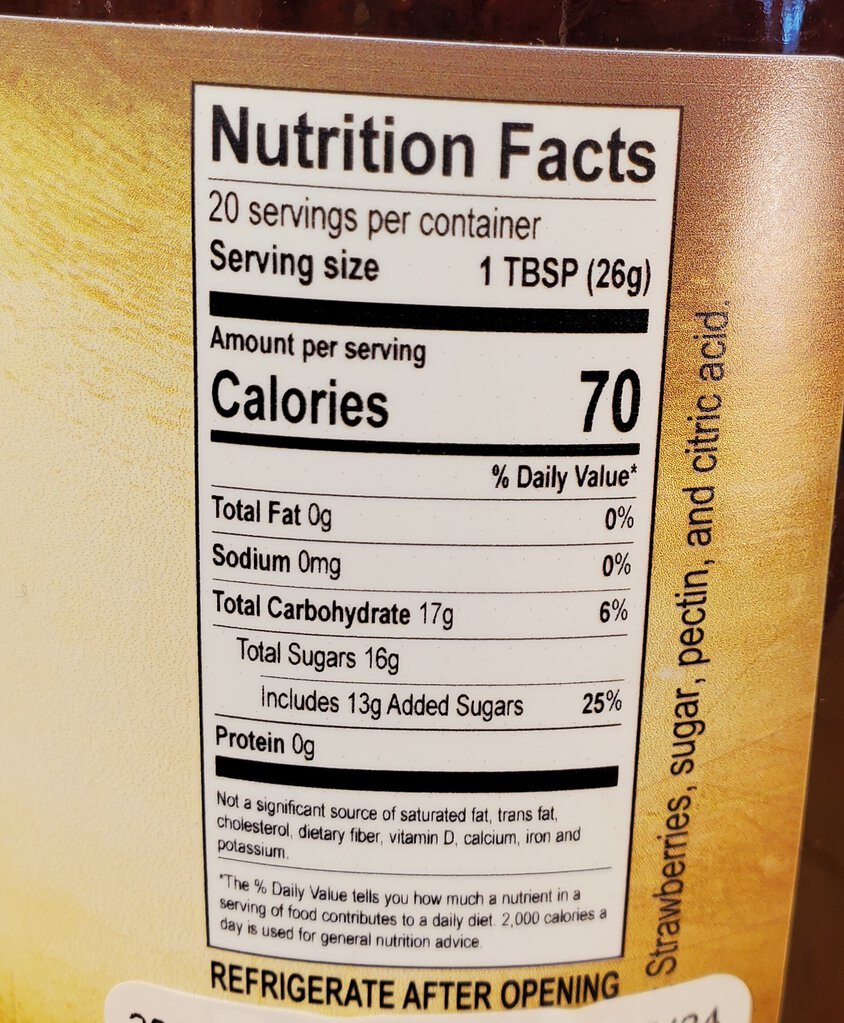 Nutrition Facts
20 servings per container
Serving size 1 TBSP (26g)
Amount per serving
Calories 70
% Daily Value*
Total Fat 0g 0%
Sodium 0mg 0%
Total Carbohydrate 17g 6%
Total Sugars 16g
Includes 13g Added Sugars 25%
Protein 0g
Not a significant source of saturated fat, trans fat,
cholesterol, dietary fiber, vitamin D, calcium, iron and
potassium.
*The % Daily Value tells you how much a nutrient in a
serving of food contributes to a daily diet. 2,000 calories a
day is used for general nutrition advice.
REFRIGERATE AFTER OPENING
Strawberries, sugar, pectin, and citric acid.